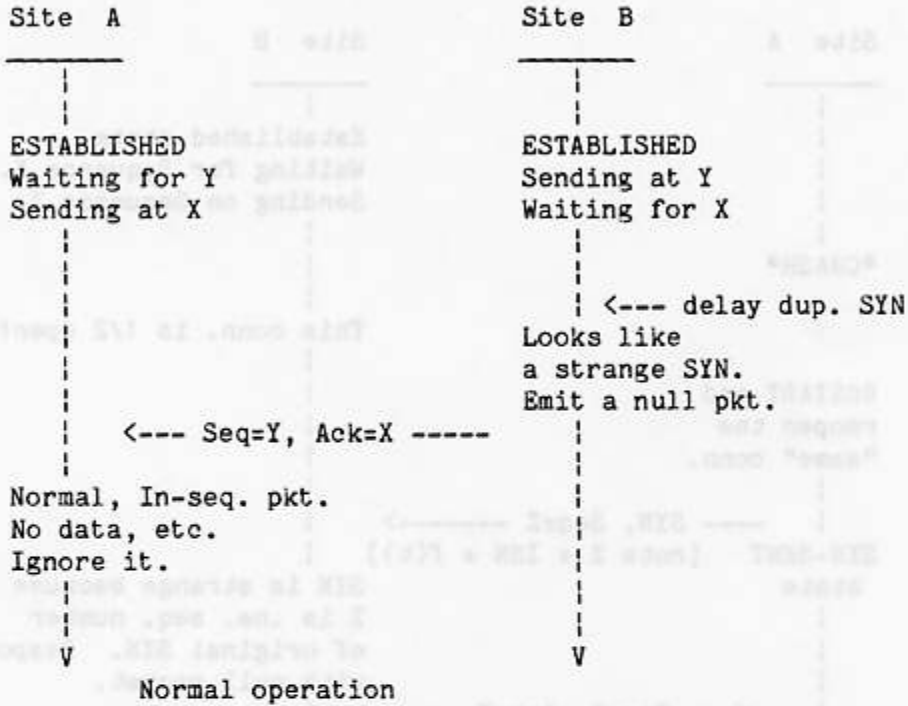 Site A Site B
ESTABLISHED ESTABLISHED
Waiting for Y Sending at Y
Sending at X Waiting for X
<--- delay dup. SYN
Looks like
a strange SYN.
Emit a null pkt.
<--- Seq=Y, Ack=X -----
Normal, In-seq. pkt.
No data, etc.
Ignore it.
V V
Normal operation